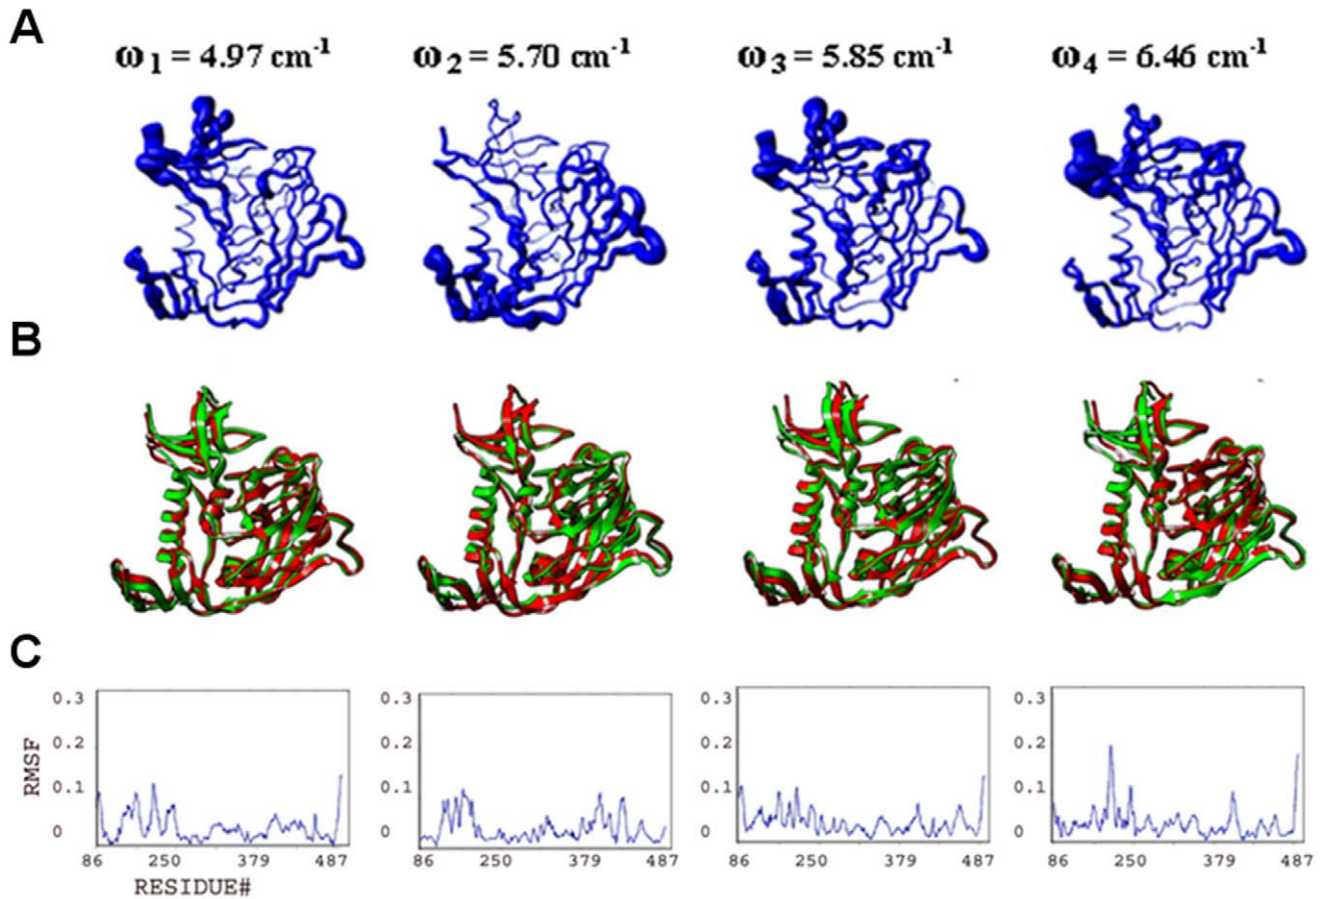 A
ω1 = 4.97 cm-1 ω2 = 5.70 cm-1 ω3 = 5.85 cm-1 ω4 = 6.46 cm-1
B
C
0.3 0.3 0.3 0.3
0.2 0.2 0.2 0.2
RMSF
0.1 0.1 0.1 0.1
0 0 0 0
86 250 379 487 86 250 379 487 86 250 379 487 86 250 379 487
RESIDUE#